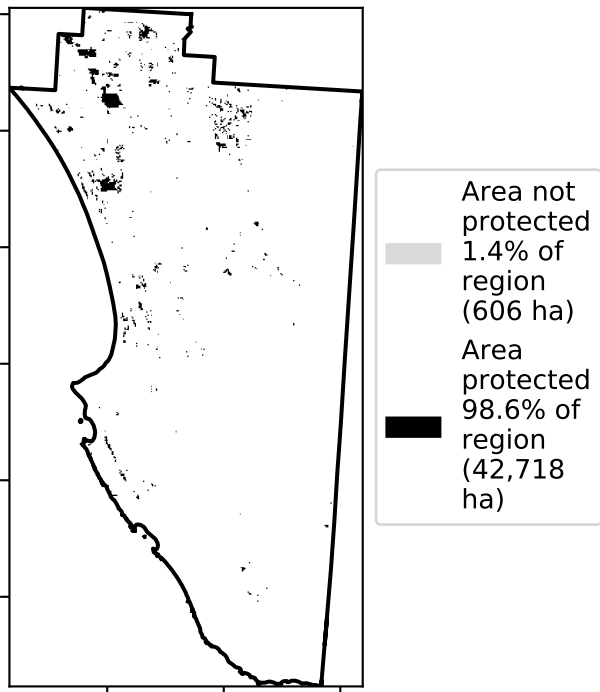 Area not
protected
1.4% of
region
(606 ha)
Area
protected
98.6% of
region
(42,718
ha)